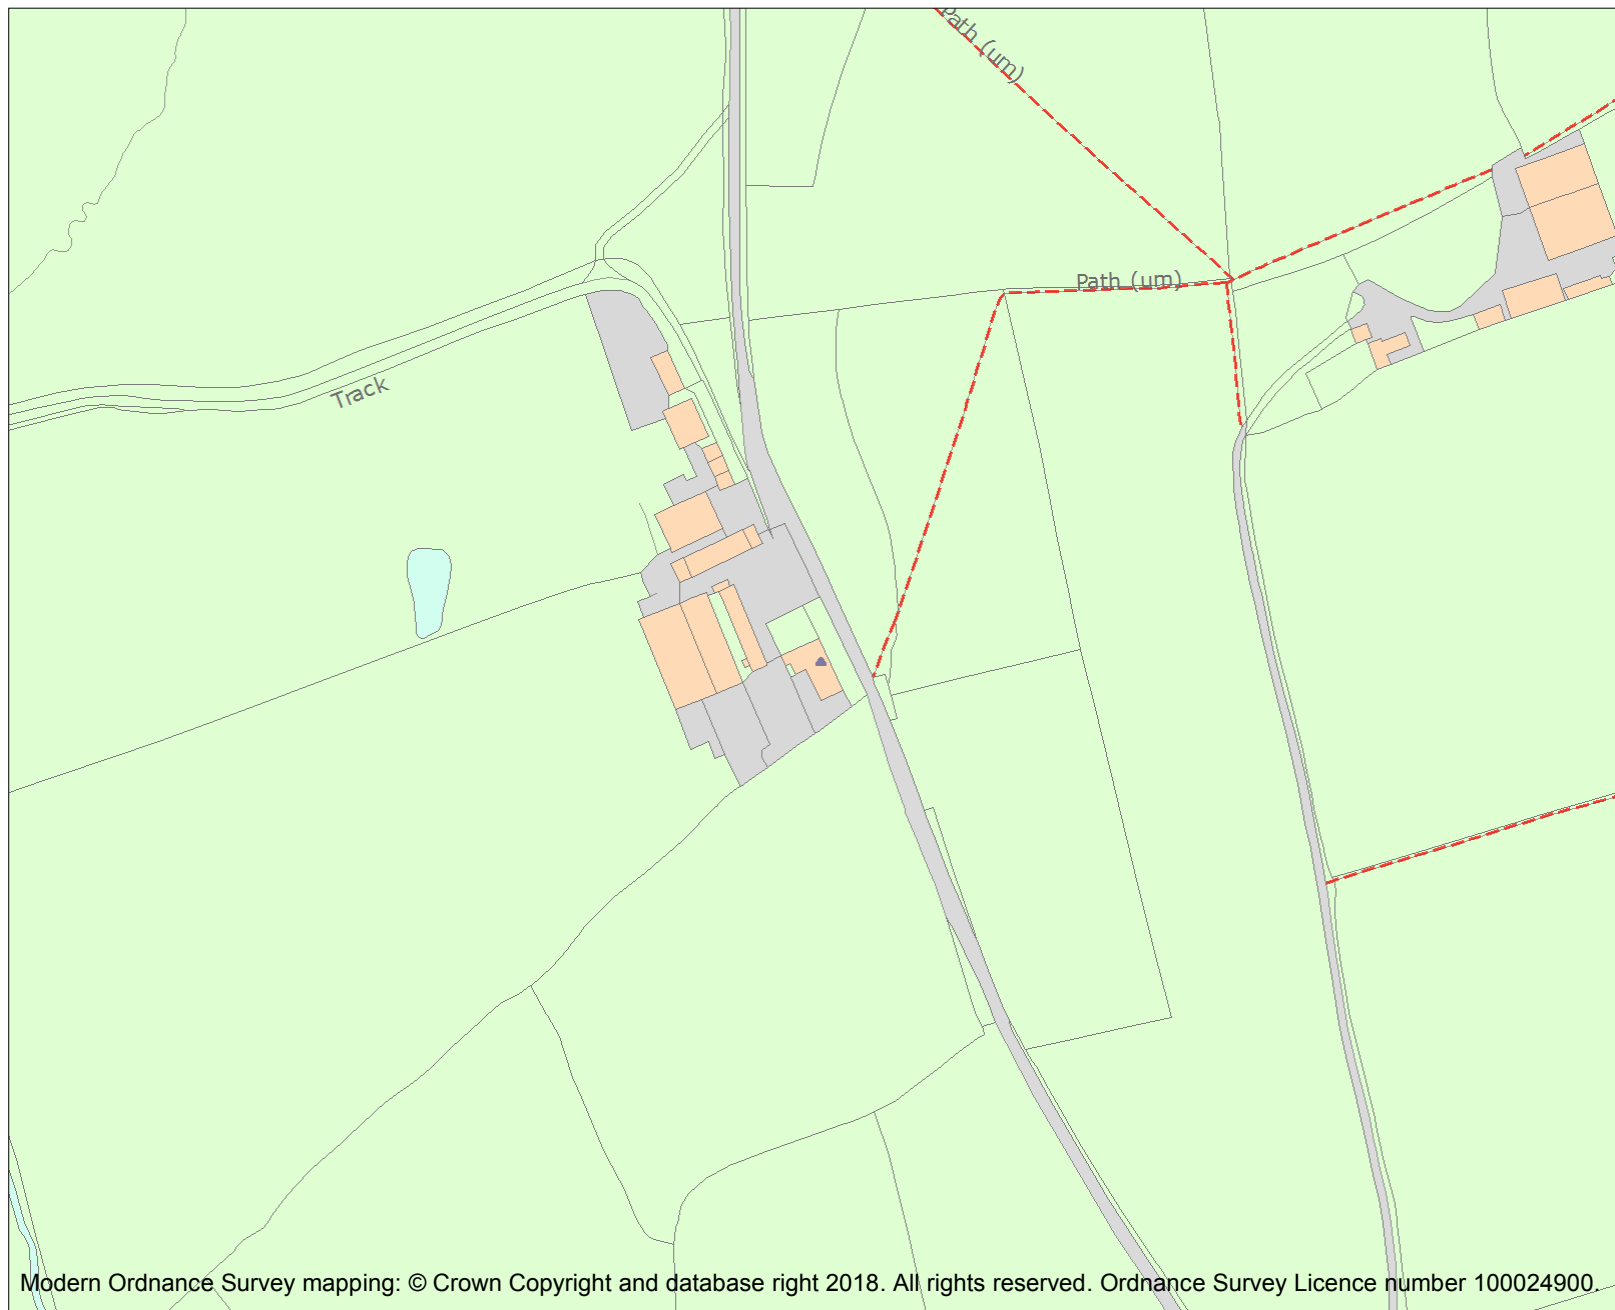 Path (um)
Path (um)
Track
Modern Ordnance Survey mapping: © Crown Copyright and database right 2018. All rights reserved. Ordnance Survey Licence number 100024900.